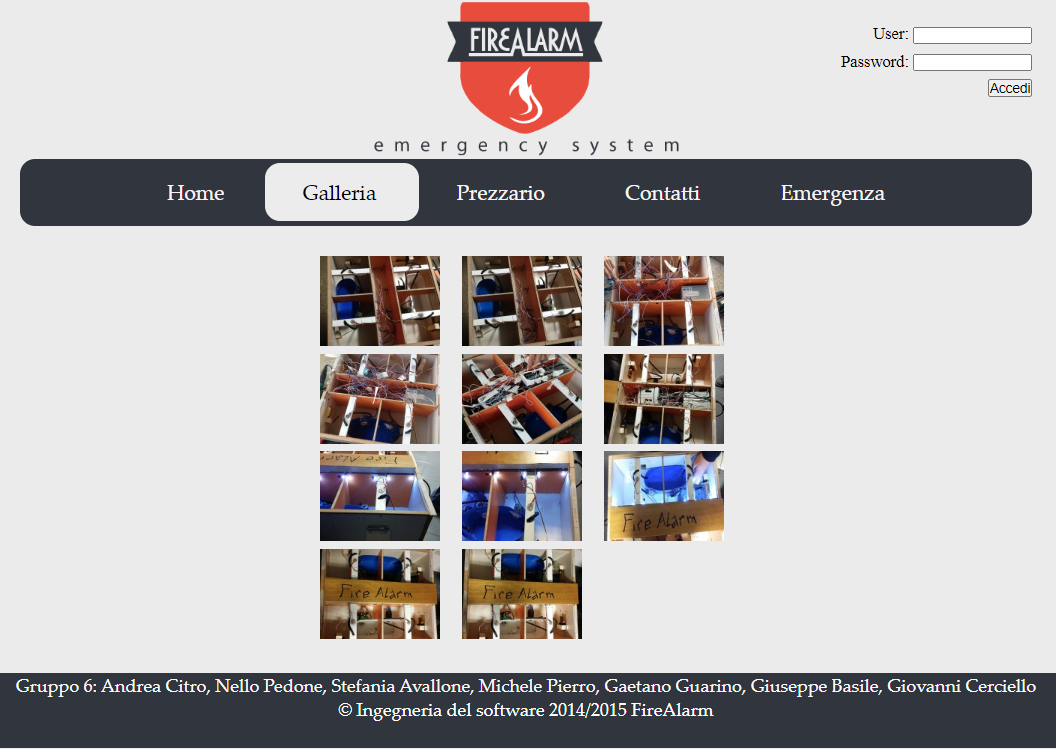 FIREALARM
emergency system
User:
Password:
Accedi
Home Galleria Prezzario Contatti Emergenza
Fire Alarm
Fire Alarm
Fire Alarm
Fire Alarm
Gruppo 6: Andrea Citro, Nello Pedone, Stefania Avallone, Michele Pierro, Gaetano Guarino, Giuseppe Basile, Giovanni Cerciello
© Ingegneria del software 2014/2015 FireAlarm